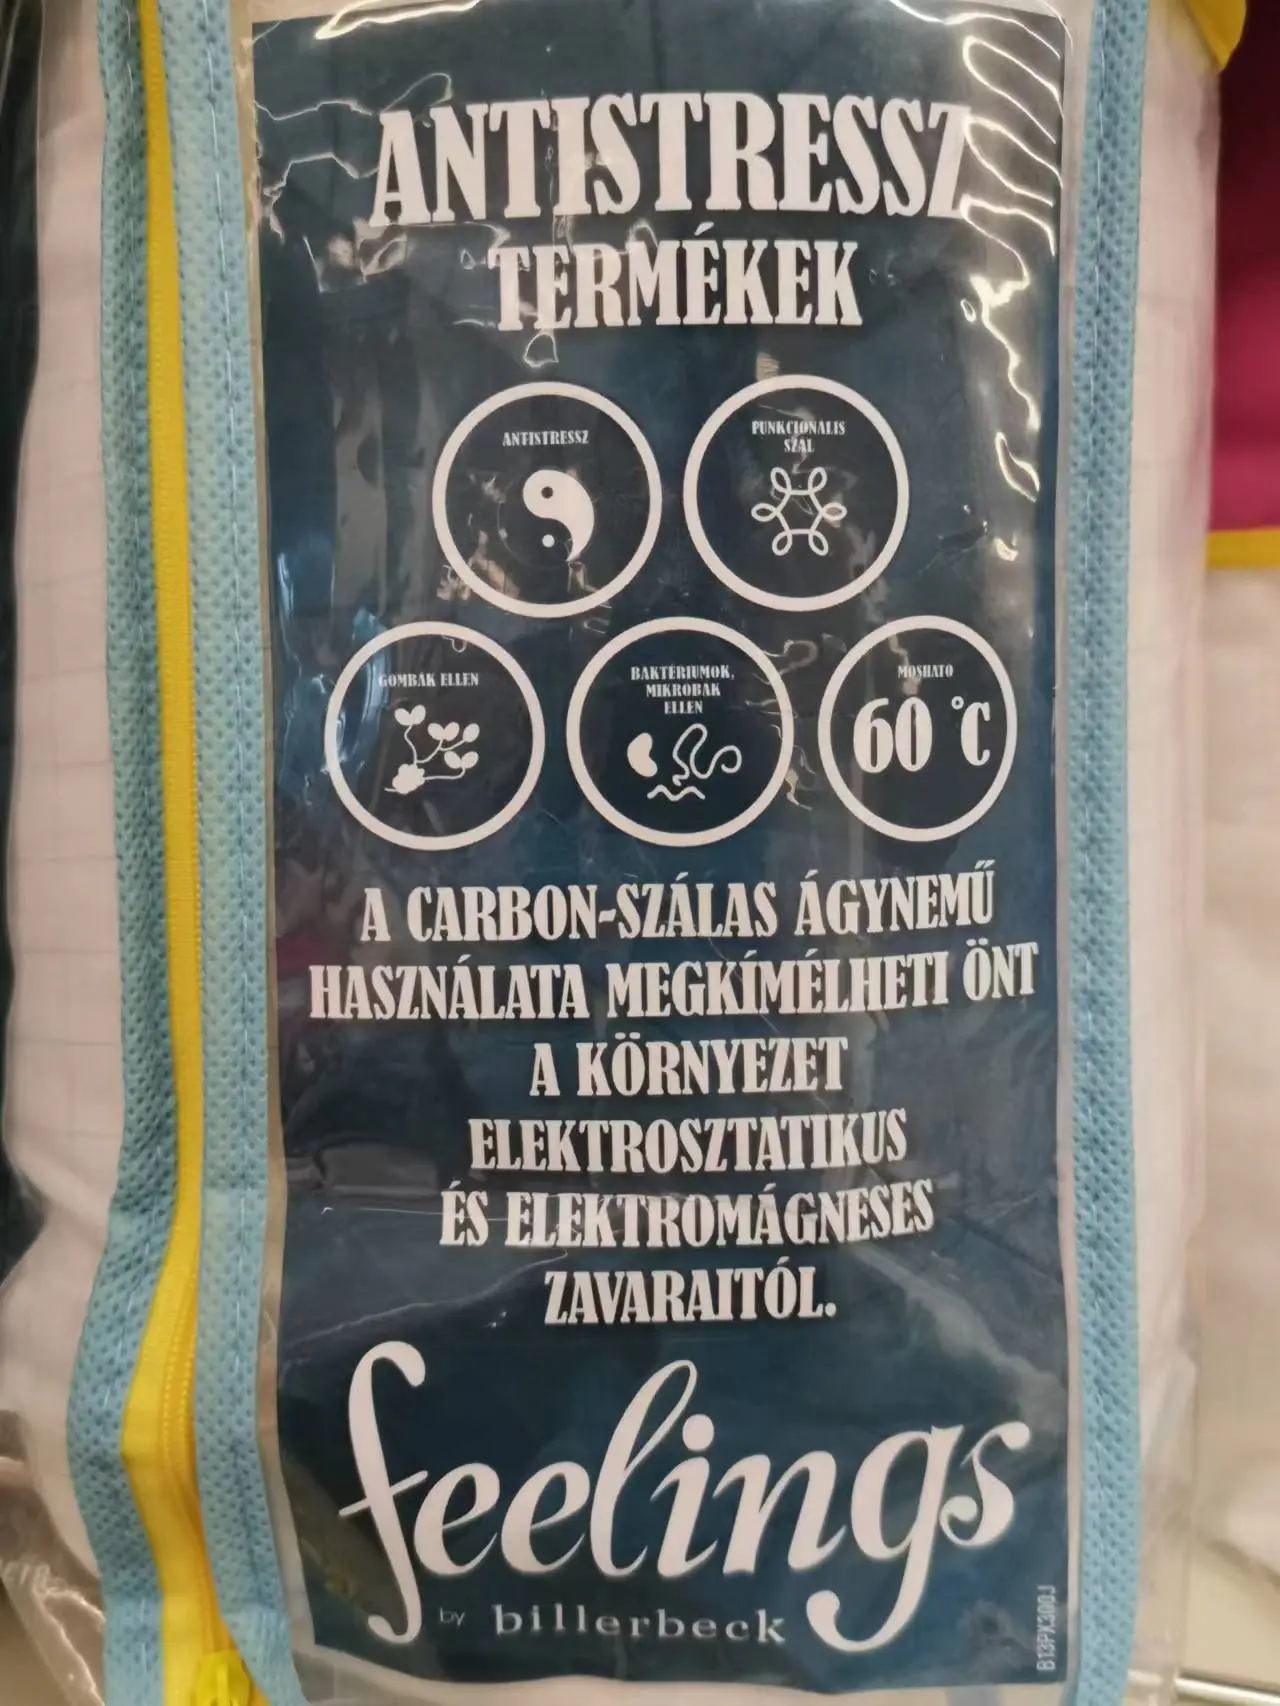 ANTISTRESSZ
TERMÉKEK
ANTISTRESSZ
FUNKCIONÁLIS
SZÁL
GOMBÁK ELLEN
BAKTÉRIUMOK,
MIKROBÁK
ELLEN
MOSHATÓ
60 °C
A CARBON-SZÁLAS ÁGYNEMŰ
HASZNÁLATA MEGKÍMÉLHETI ÖNT
A KÖRNYEZET
ELEKTROSZTATIKUS
ÉS ELEKTROMÁGNESES
ZAVARAITÓL.
feelings
by billerbeck
B13PX300J